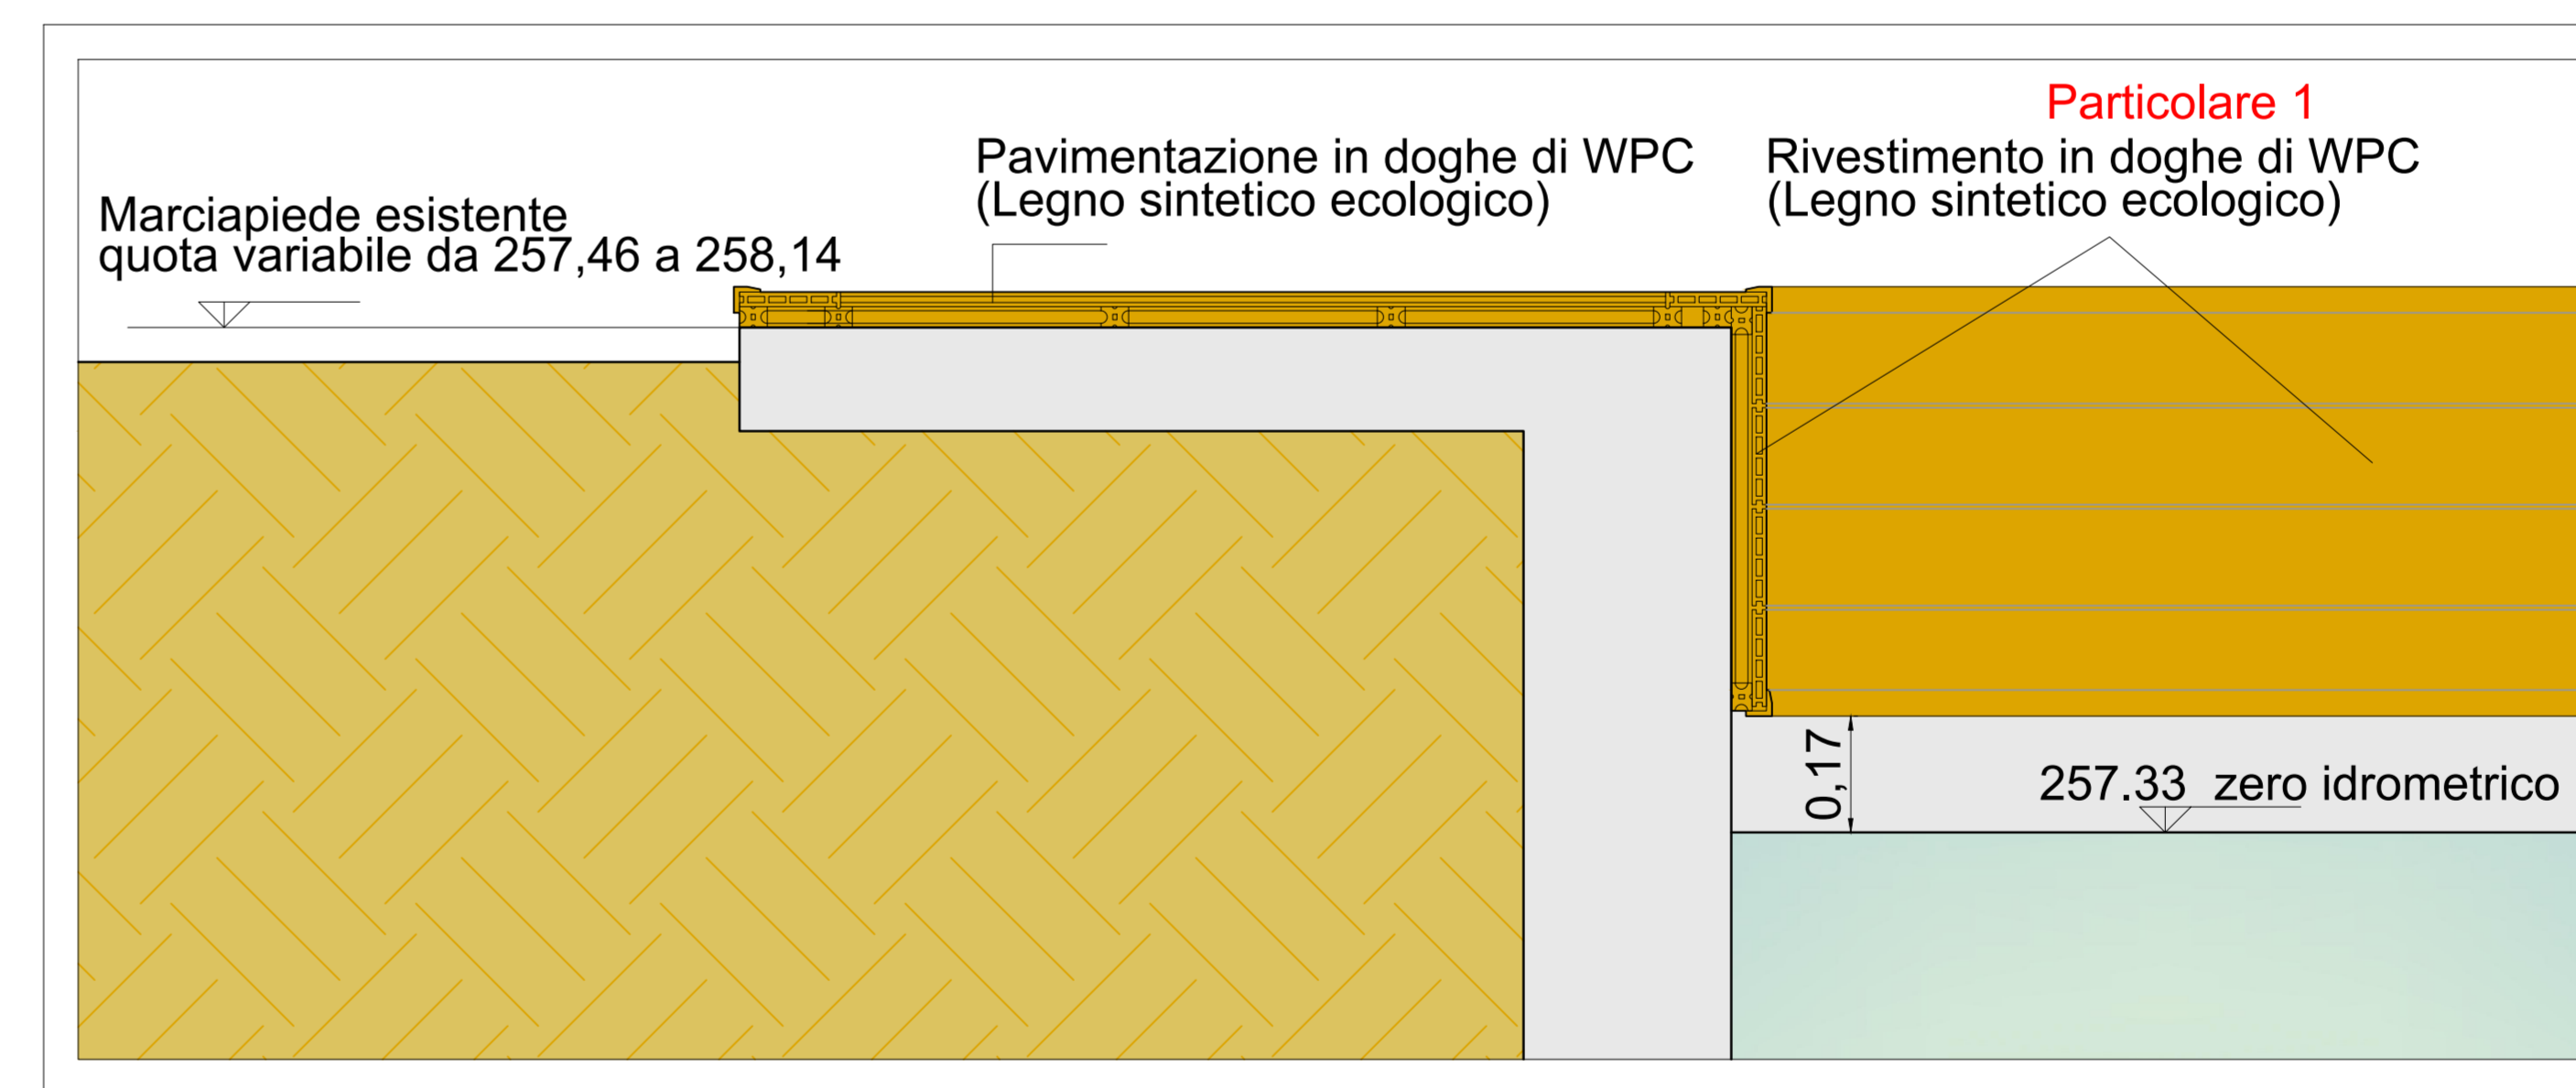 Particolare 1
Marciapiede esistente
quota variabile da 257,46 a 258,14
Pavimentazione in doghe di WPC
(Legno sintetico ecologico)
Rivestimento in doghe di WPC
(Legno sintetico ecologico)
0,17
257.33 zero idrometrico